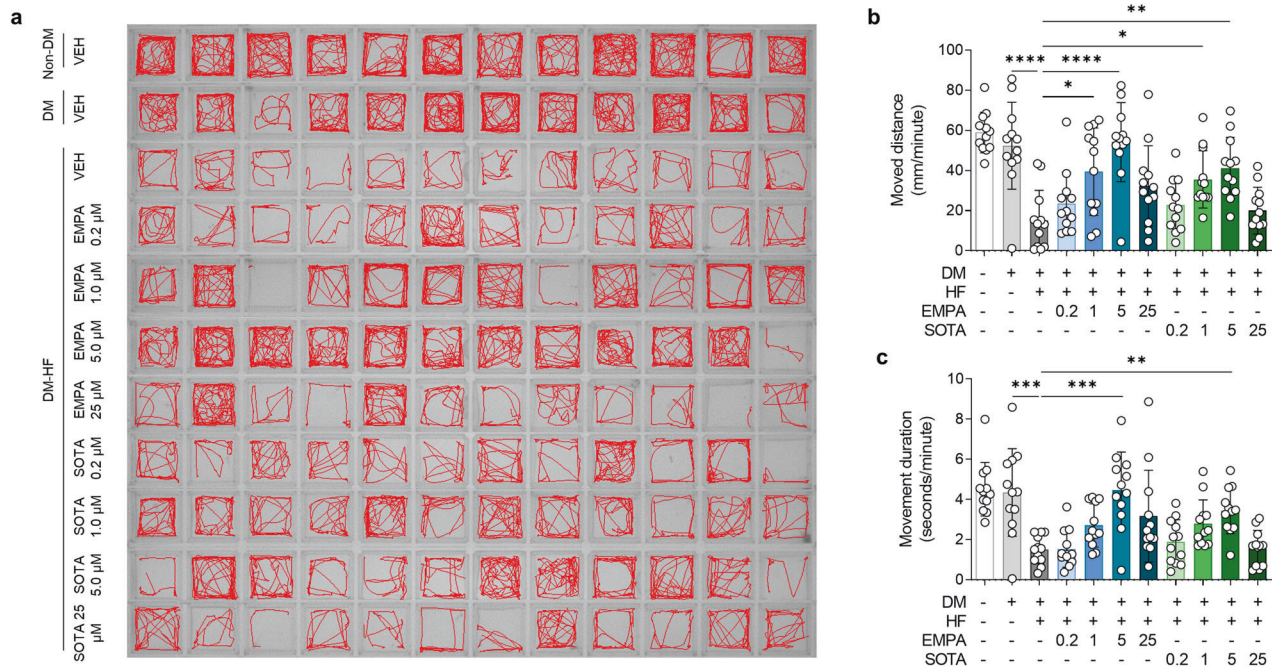 a
Non-DM
VEH
DM
VEH
DM-HF
VEH
EMPA
0.2 µM
EMPA
1.0 µM
EMPA
5.0 µM
EMPA
25 µM
SOTA
0.2 µM
SOTA
1.0 µM
SOTA
5.0 µM
SOTA 25
µM
b
**
*
**** ****
*
Moved distance
(mm/minute)
100
80
60
40
20
0
DM - + + + + + + + + + +
HF - - + + + + + + + + +
EMPA - - - 0.2 1 5 25 - - - -
SOTA - - - - - - - 0.2 1 5 25
c
**
*** ***
Movement duration
(seconds/minute)
10
8
6
4
2
0
DM - + + + + + + + + + +
HF - - + + + + + + + + +
EMPA - - - 0.2 1 5 25 - - - -
SOTA - - - - - - - 0.2 1 5 25